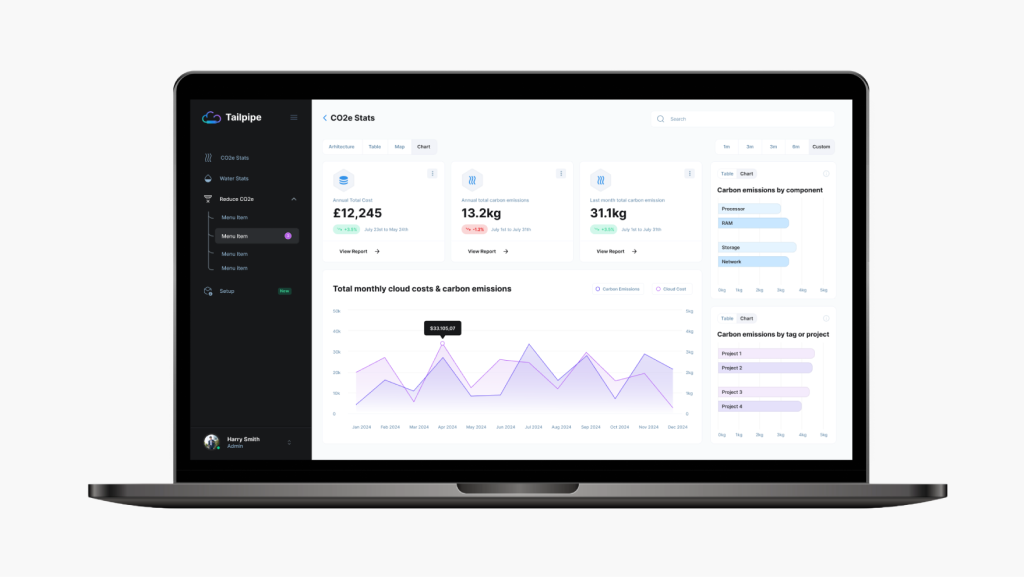 Tailpipe
CO2e Stats
Water Stats
Reduce CO2e
Menu Item
Menu Item
Menu Item
Menu Item
Setup
New
Harry Smith
Admin
CO2e Stats
Search
Arhitecture Table Map Chart
1m 3m 6m Custom
Annual Total Cost
£12,245
+2.5% July 23rd to May 24th
View Report
Annual total carbon emissions
13.2kg
-1.2% July 1st to July 31th
View Report
Last month total carbon emission
31.1kg
July 1st to July 31th
View Report
Total monthly cloud costs & carbon emissions
Carbon Emissions Cloud Cost
$33.105,07
50k
40k
30k
20k
10k
0
5kg
4kg
3kg
2kg
1kg
0
Jan 2024 Feb 2024 Mar 2024 Apr 2024 May 2024 Jun 2024 Jul 2024 Aug 2024 Sep 2024 Oct 2024 Nov 2024 Dec 2024
Table Chart
Carbon emissions by component
Processor
RAM
Storage
Network
0kg 1kg 2kg 3kg 4kg 5kg
Table Chart
Carbon emissions by tag or project
Project 1
Project 2
Project 3
Project 4
0kg 1kg 2kg 3kg 4kg 5kg